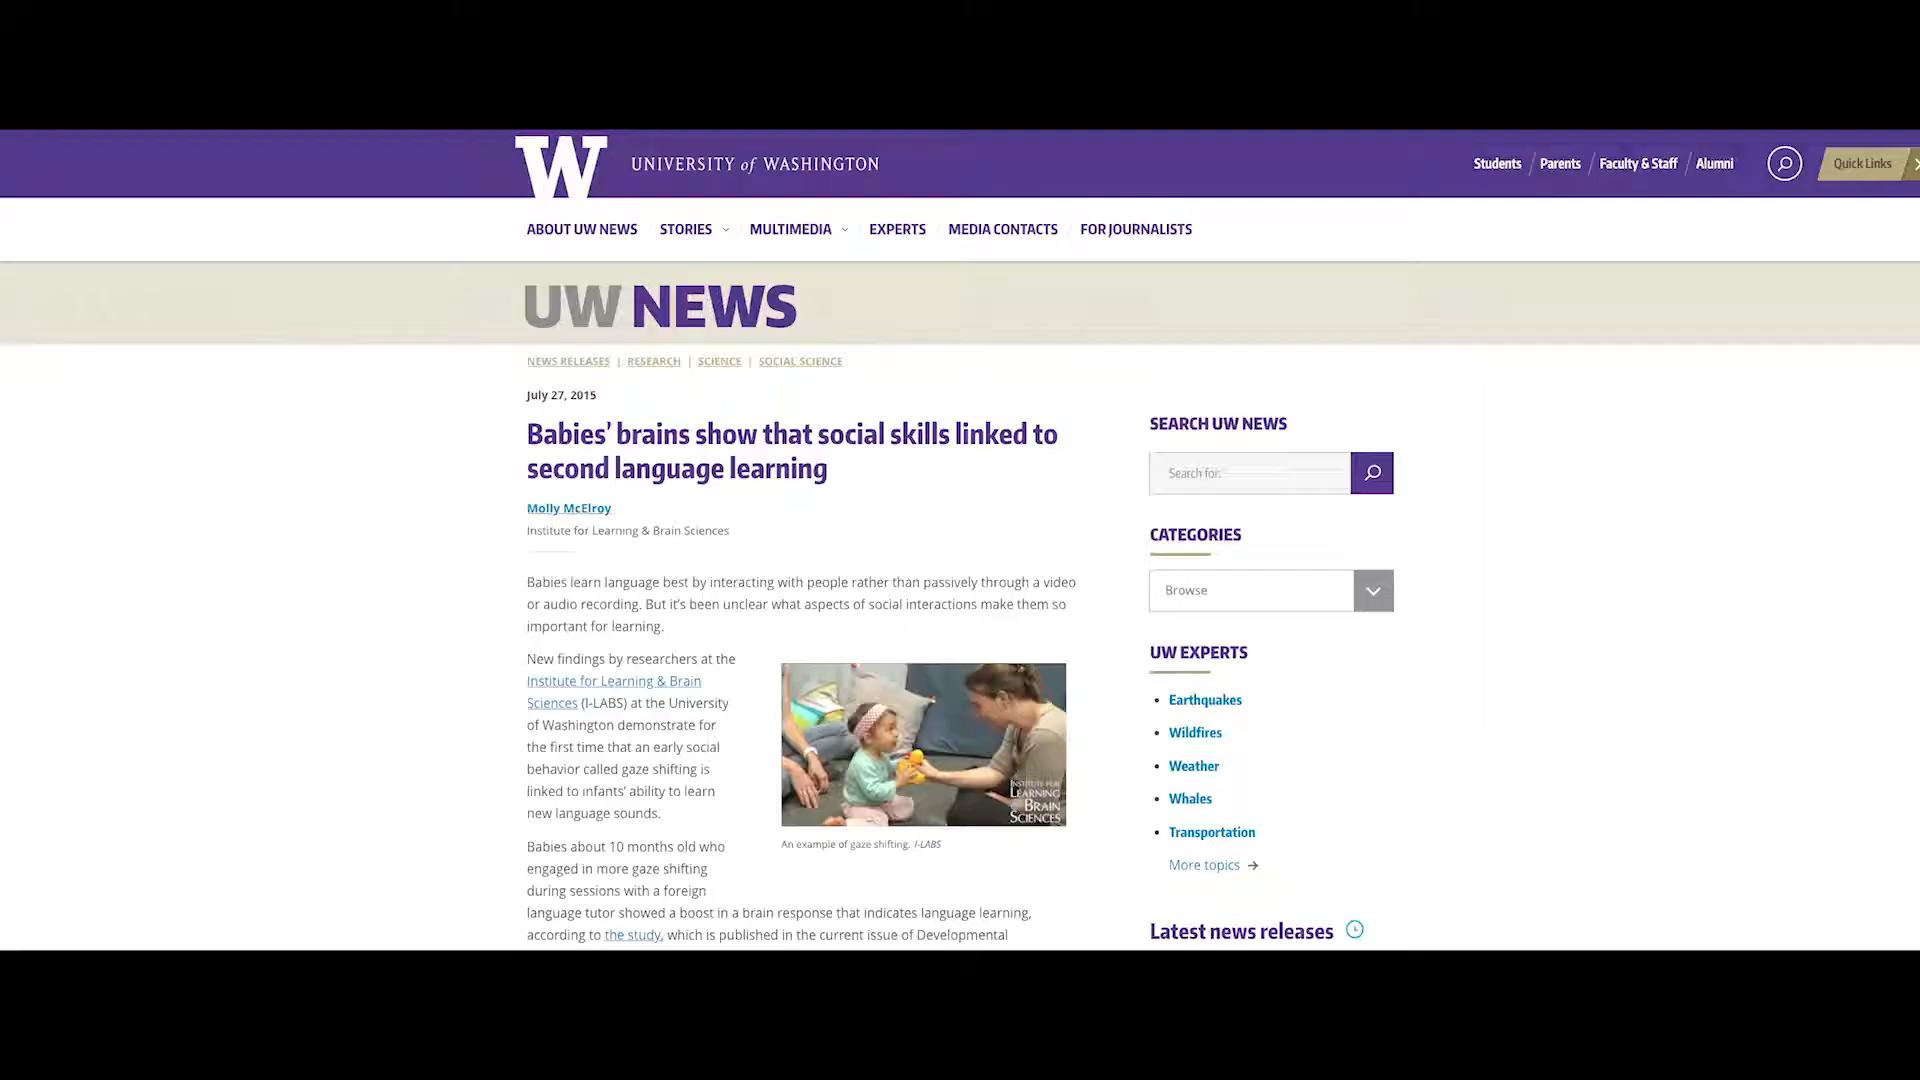 W UNIVERSITY of WASHINGTON
Students Parents Faculty & Staff Alumni Quick Links
ABOUT UW NEWS STORIES MULTIMEDIA EXPERTS MEDIA CONTACTS FOR JOURNALISTS
UW NEWS
NEWS RELEASES | RESEARCH | SCIENCE | SOCIAL SCIENCE
July 27, 2015
Babies’ brains show that social skills linked to
second language learning
Molly McElroy
Institute for Learning & Brain Sciences
Babies learn language best by interacting with people rather than passively through a video
or audio recording. But it’s been unclear what aspects of social interactions make them so
important for learning.
New findings by researchers at the
Institute for Learning & Brain
Sciences (I-LABS) at the University
of Washington demonstrate for
the first time that an early social
behavior called gaze shifting is
linked to infants’ ability to learn
new language sounds.
INSTITUTE FOR
LEARNING
& BRAIN
SCIENCES
An example of gaze shifting. I-LABS
Babies about 10 months old who
engaged in more gaze shifting
during sessions with a foreign
language tutor showed a boost in a brain response that indicates language learning,
according to the study, which is published in the current issue of Developmental
SEARCH UW NEWS
Search for:
CATEGORIES
Browse
UW EXPERTS
• Earthquakes
• Wildfires
• Weather
• Whales
• Transportation
More topics →
Latest news releases